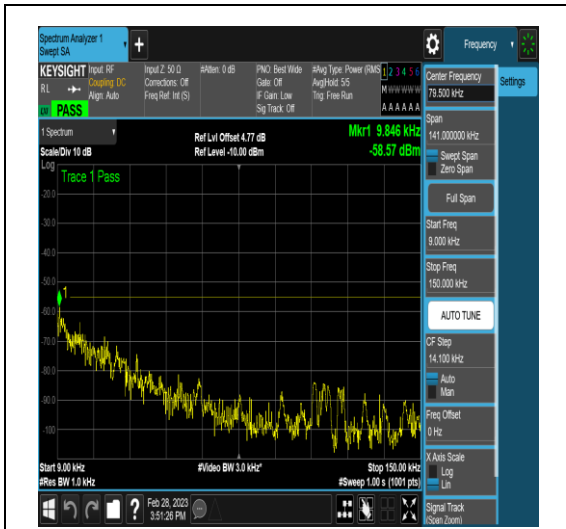 Spectrum Analyzer 1
Swept SA
Frequency
KEYSIGHT
RL
PASS
Input: RF
Coupling: DC
Align: Auto
Input Z: 50 Ω
Corrections: Off
Freq Ref: Int (S)
#Atten: 0 dB
PNO: Best Wide
Gate: Off
IF Gain: Low
Sig Track: Off
#Avg Type: Power (RMS
Avg|Hold: 5/5
Trig: Free Run
1 2 3 4 5 6
M W W W W W
A A A A A A
1 Spectrum
Scale/Div 10 dB
Ref Lvl Offset 4.77 dB
Ref Level -10.00 dBm
Mkr1 9.846 kHz
-58.57 dBm
Log
Trace 1 Pass
-20.0
-30.0
-40.0
-50.0
1
-60.0
-70.0
-80.0
-90.0
-100
Start 9.00 kHz
#Res BW 1.0 kHz
#Video BW 3.0 kHz*
Stop 150.00 kHz
#Sweep 1.00 s (1001 pts)
Feb 28, 2023
3:51:26 PM
Center Frequency
79.500 kHz
Settings
Span
141.000000 kHz
Swept Span
Zero Span
Full Span
Start Freq
9.000 kHz
Stop Freq
150.000 kHz
AUTO TUNE
CF Step
14.100 kHz
Auto
Man
Freq Offset
0 Hz
X Axis Scale
Log
Lin
Signal Track
(Span Zoom)